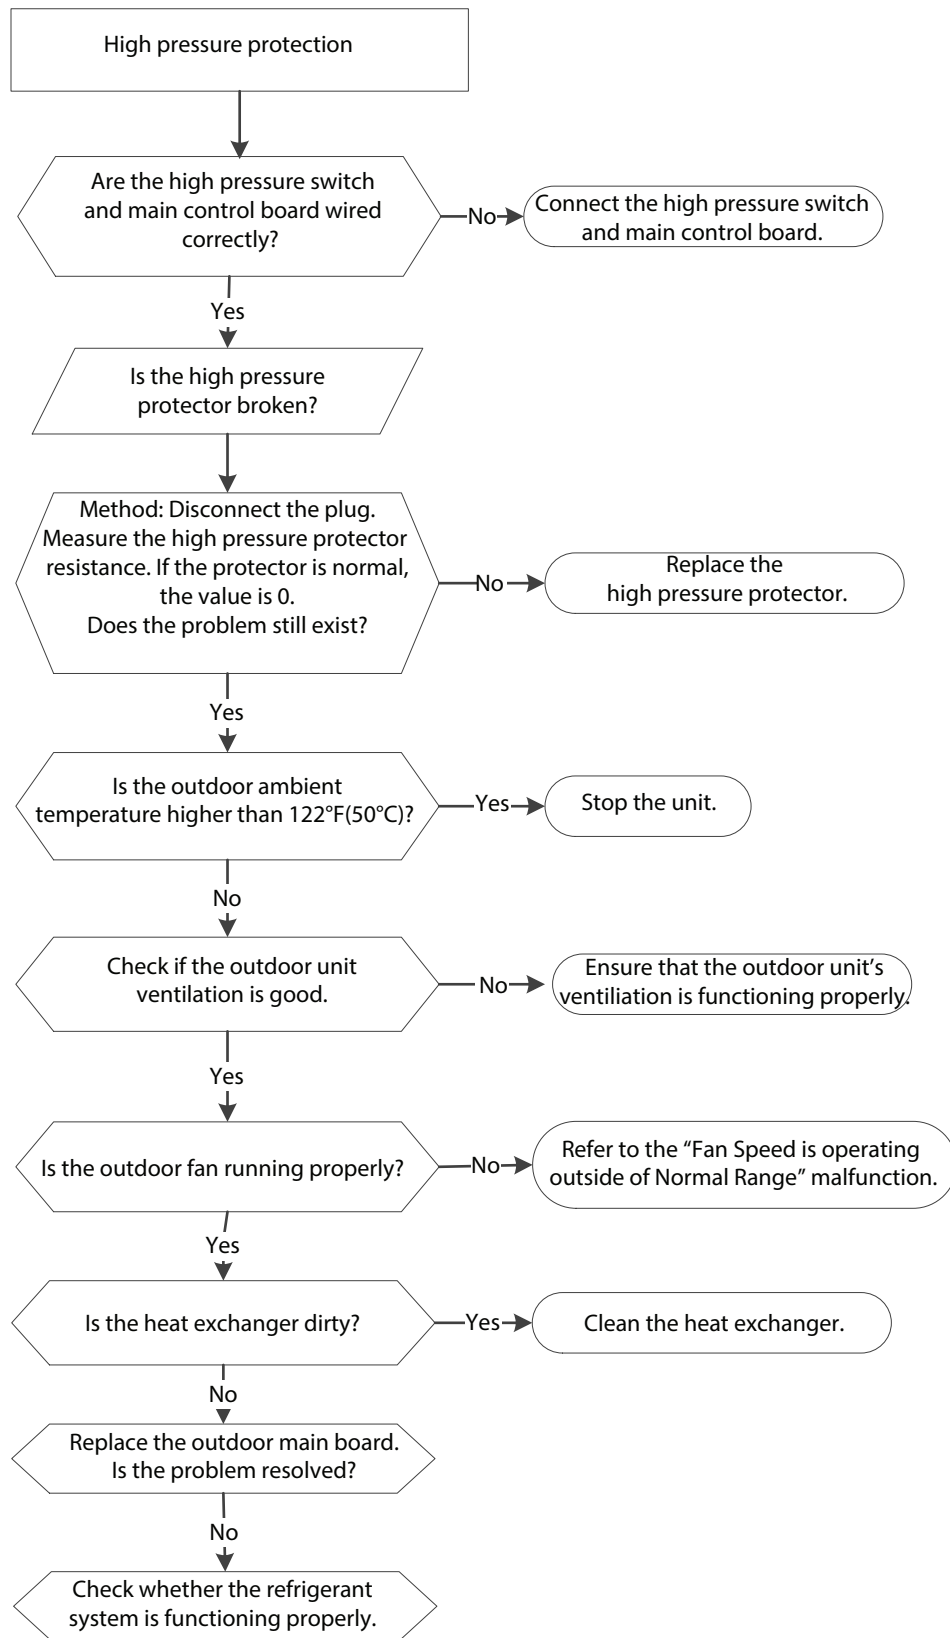 High pressure protection
Are the high pressure switch
and main control board wired
correctly?
No
Connect the high pressure switch
and main control board.
Yes
Is the high pressure
protector broken?
Method: Disconnect the plug.
Measure the high pressure protector
resistance. If the protector is normal,
the value is 0.
Does the problem still exist?
No
Replace the
high pressure protector.
Yes
Is the outdoor ambient
temperature higher than 122°F(50°C)?
Yes
Stop the unit.
No
Check if the outdoor unit
ventilation is good.
No
Ensure that the outdoor unit’s
ventiliation is functioning properly.
Yes
Is the outdoor fan running properly?
No
Refer to the “Fan Speed is operating
outside of Normal Range” malfunction.
Yes
Is the heat exchanger dirty?
Yes
Clean the heat exchanger.
No
Replace the outdoor main board.
Is the problem resolved?
No
Check whether the refrigerant
system is functioning properly.